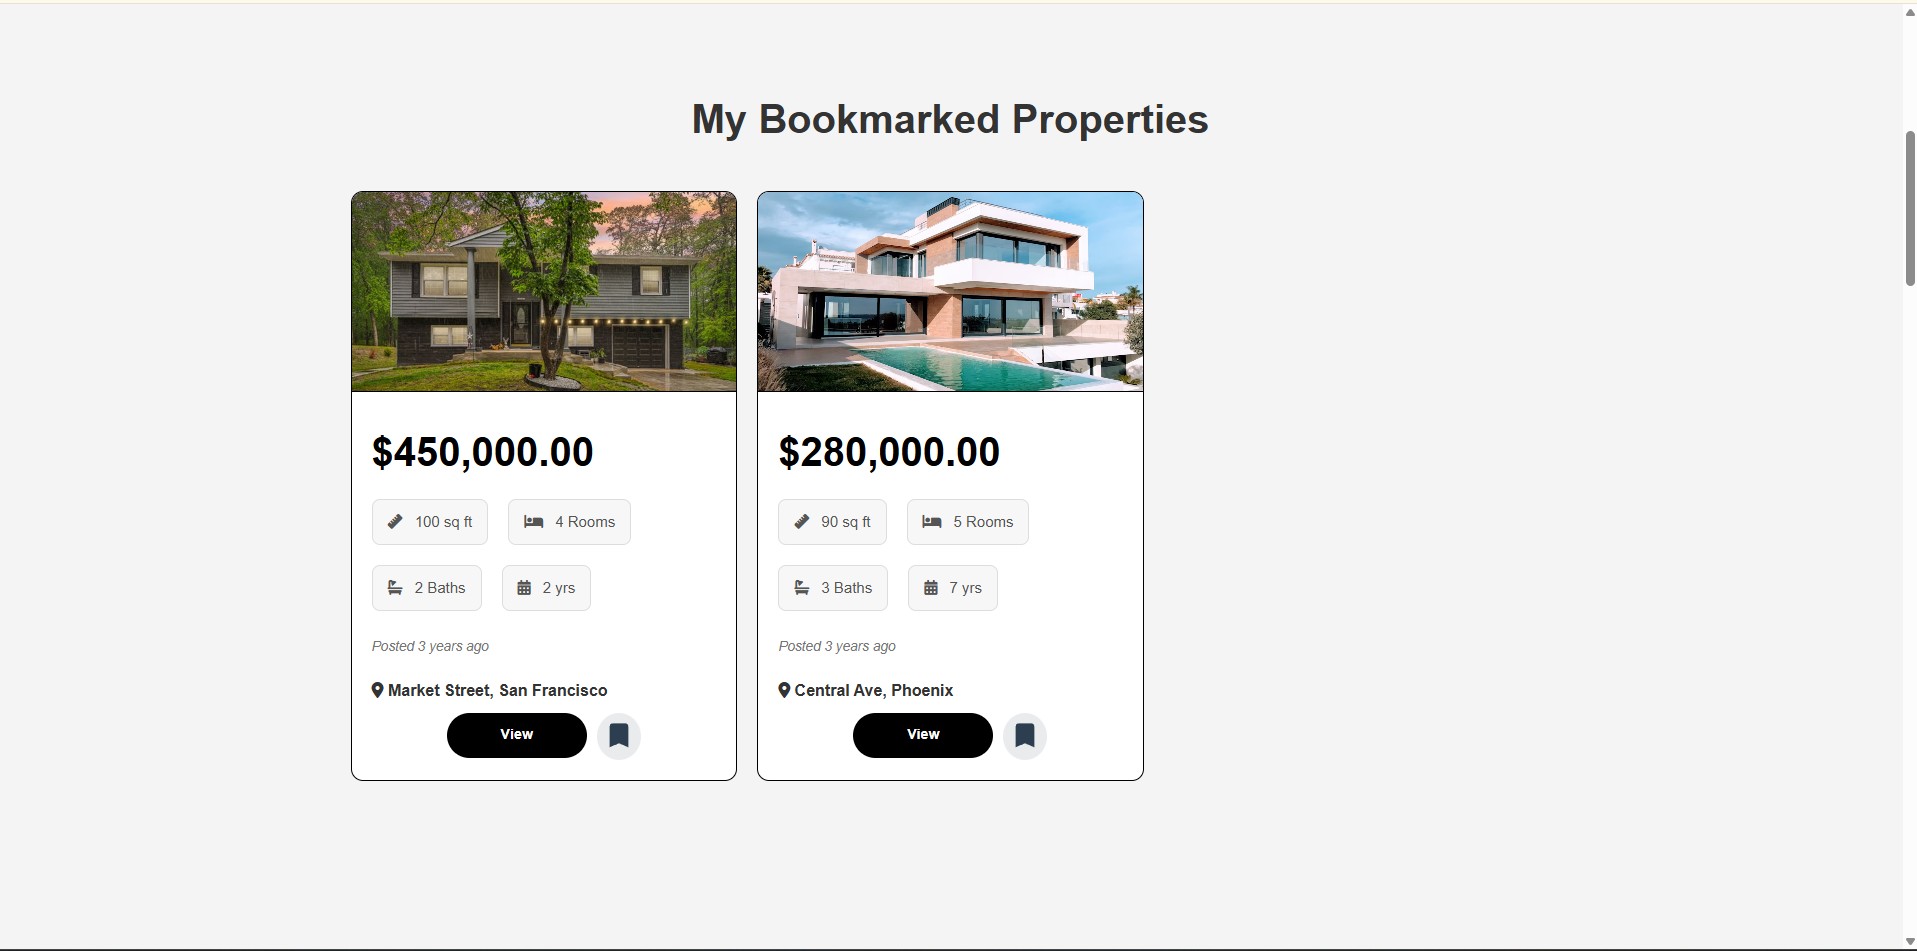 My Bookmarked Properties
$450,000.00
100 sq ft
4 Rooms
2 Baths
2 yrs
Posted 3 years ago
Market Street, San Francisco
View
$280,000.00
90 sq ft
5 Rooms
3 Baths
7 yrs
Posted 3 years ago
Central Ave, Phoenix
View